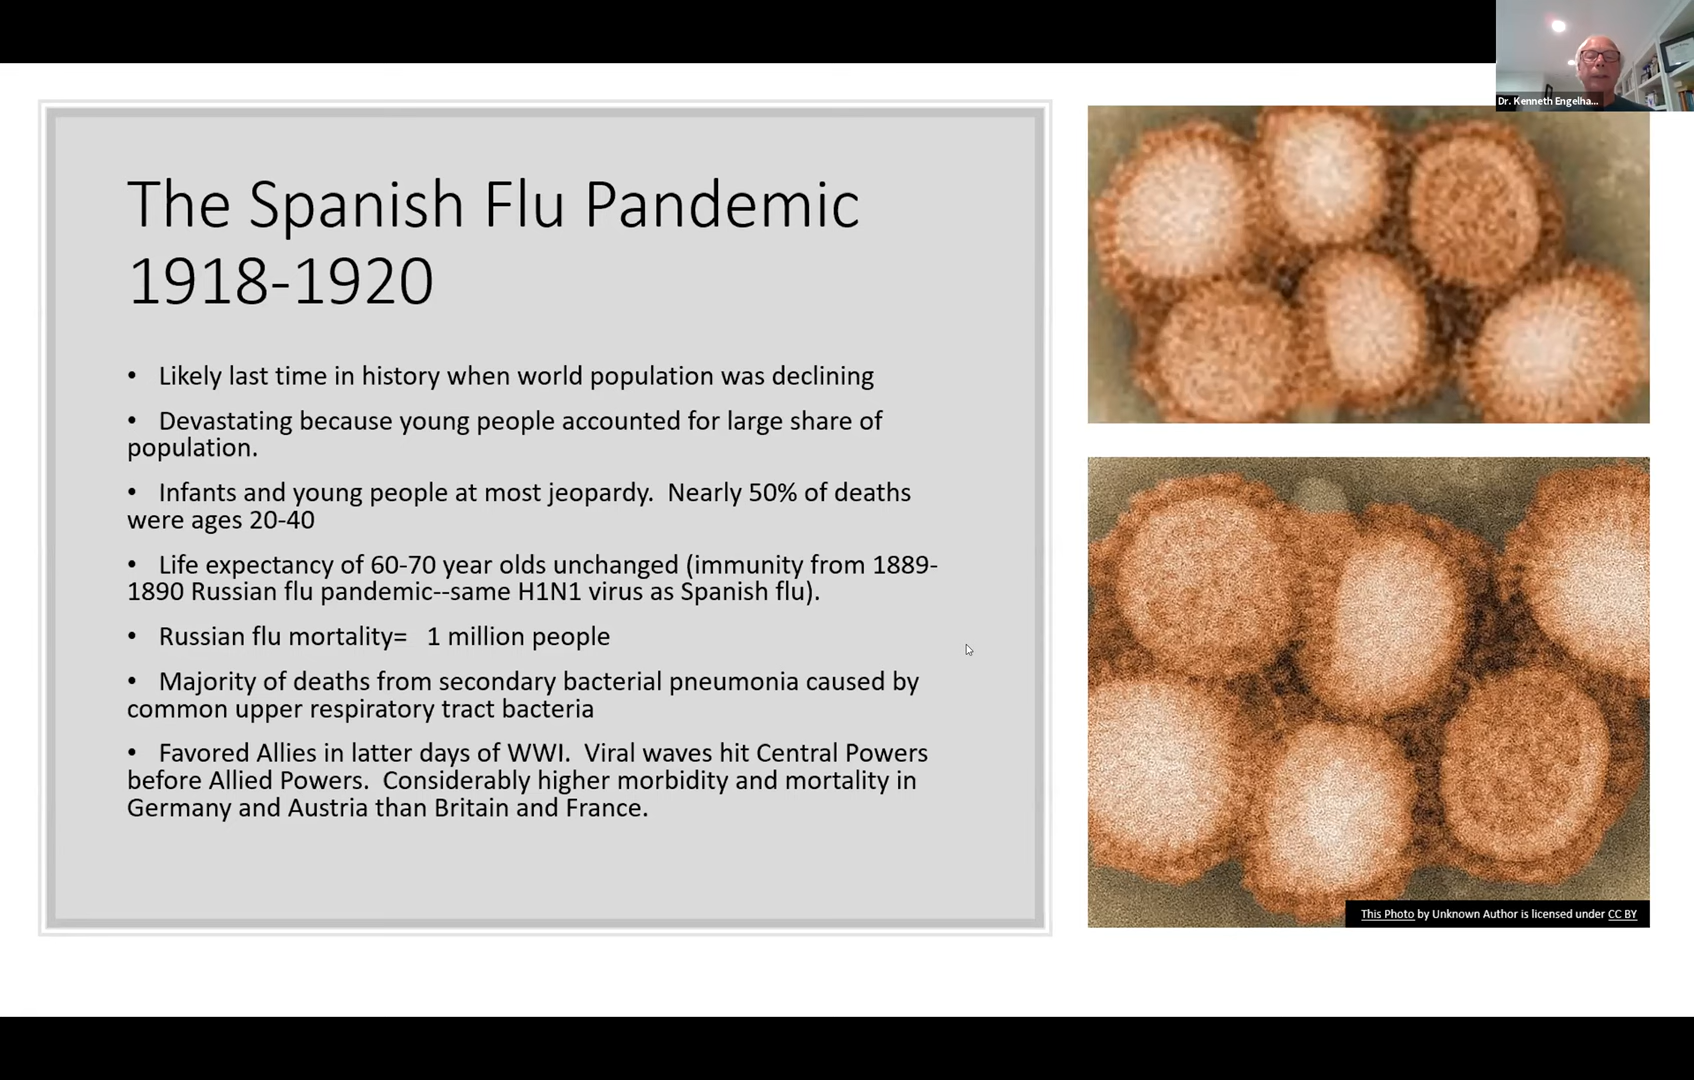 Dr. Kenneth Engelha...
The Spanish Flu Pandemic
1918-1920
• Likely last time in history when world population was declining
• Devastating because young people accounted for large share of
population.
• Infants and young people at most jeopardy.  Nearly 50% of deaths
were ages 20-40
• Life expectancy of 60-70 year olds unchanged (immunity from 1889-
1890 Russian flu pandemic--same H1N1 virus as Spanish flu).
• Russian flu mortality=   1 million people
• Majority of deaths from secondary bacterial pneumonia caused by
common upper respiratory tract bacteria
• Favored Allies in latter days of WWI.  Viral waves hit Central Powers
before Allied Powers.  Considerably higher morbidity and mortality in
Germany and Austria than Britain and France.
This Photo by Unknown Author is licensed under CC BY